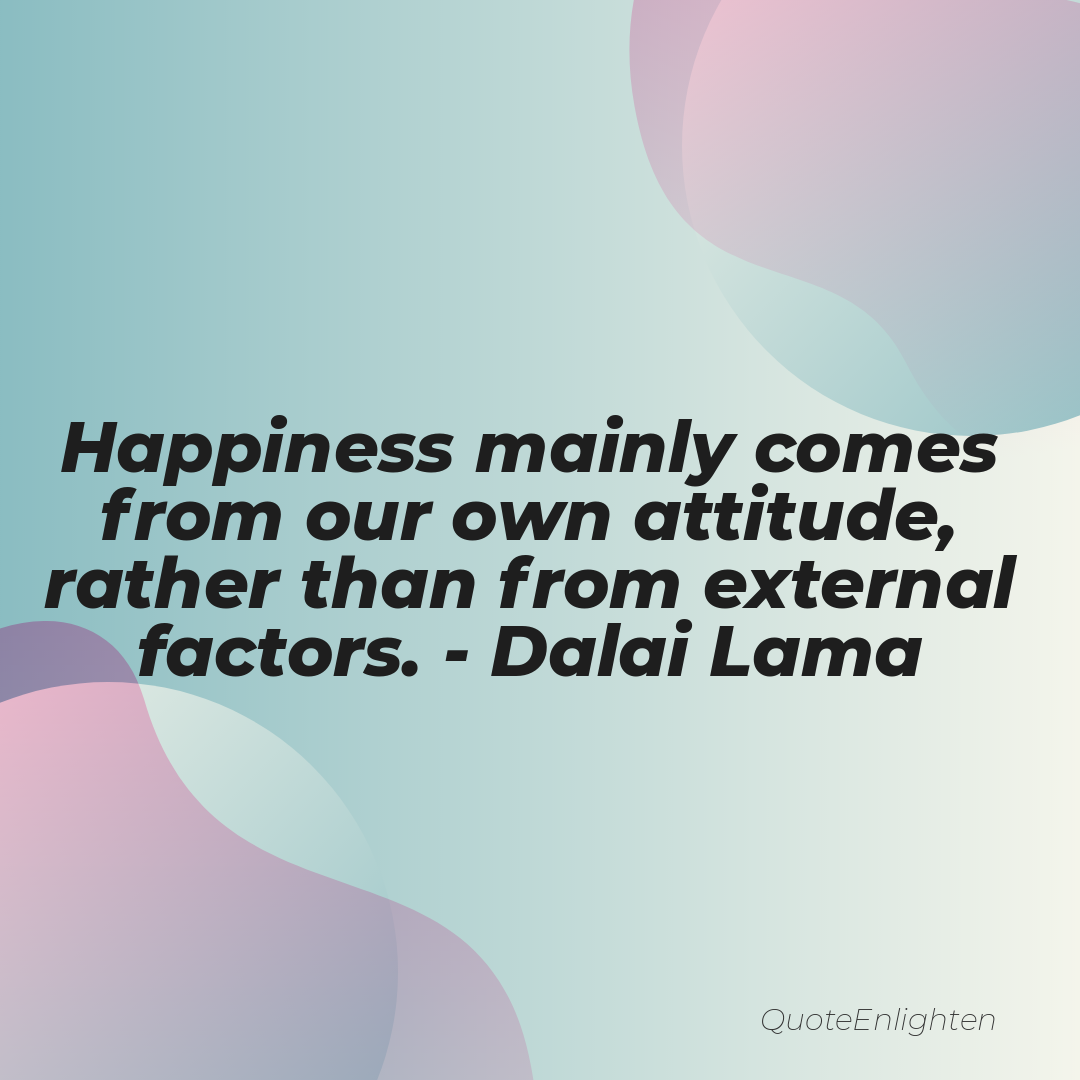 Happiness mainly comes
from our own attitude,
rather than from external
factors. - Dalai Lama
QuoteEnlighten